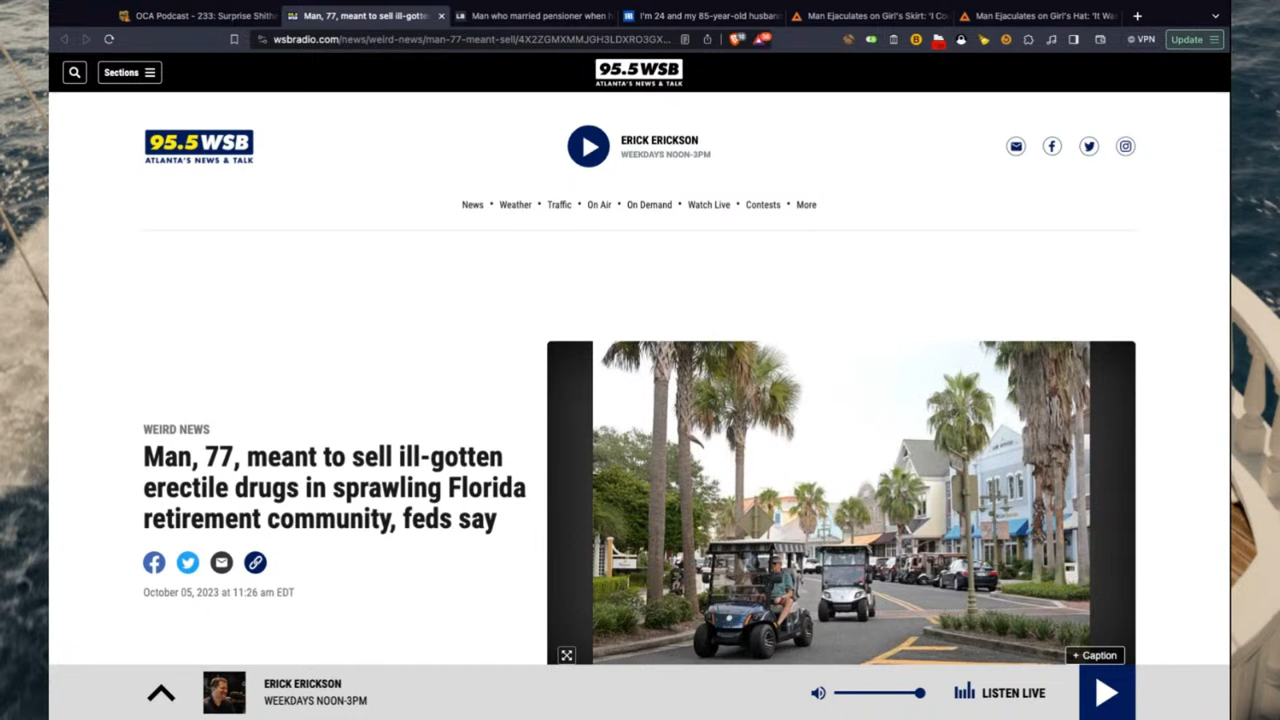 OCA Podcast - 233: Surprise Shith
Man, 77, meant to sell ill-gotte
Man who married pensioner when h
I'm 24 and my 85-year-old husban
Man Ejaculates on Girl's Skirt: 'I Co
Man Ejaculates on Girl's Hat: 'It Was
wsbradio.com/news/weird-news/man-77-meant-sell/4X2ZGMXMMJGH3LDXRO3GX...
VPN
Update
Sections
95.5 WSB
ATLANTA'S NEWS & TALK
95.5 WSB
ATLANTA'S NEWS & TALK
ERICK ERICKSON
WEEKDAYS NOON-3PM
News • Weather • Traffic • On Air • On Demand • Watch Live • Contests • More
WEIRD NEWS
Man, 77, meant to sell ill-gotten
erectile drugs in sprawling Florida
retirement community, feds say
October 05, 2023 at 11:26 am EDT
+ Caption
ERICK ERICKSON
WEEKDAYS NOON-3PM
LISTEN LIVE